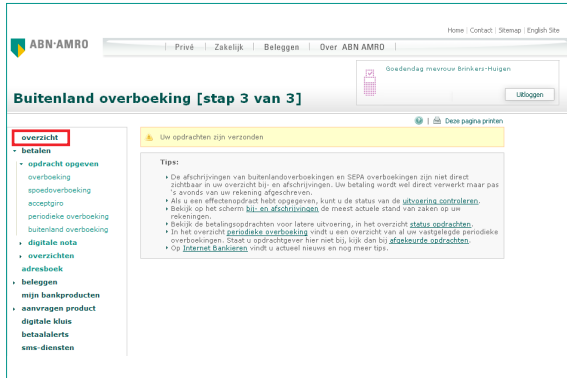 Home | Contact | Sitemap | English Site
ABN·AMRO
Privé | Zakelijk | Beleggen | Over ABN AMRO
Goedendag mevrouw Brinkers-Huigen
Uitloggen
Buitenland overboeking [stap 3 van 3]
Deze pagina printen
overzicht
betalen
opdracht opgeven
overboeking
spoedoverboeking
acceptgiro
periodieke overboeking
buitenland overboeking
digitale nota
overzichten
adresboek
beleggen
mijn bankproducten
aanvragen product
digitale kluis
betaalalerts
sms-diensten
Uw opdrachten zijn verzonden
Tips:
De afschrijvingen van buitenlandoverboekingen en SEPA overboekingen zijn niet direct
zichtbaar in uw overzicht bij- en afschrijvingen. Uw betaling wordt wel direct verwerkt maar pas
's avonds van uw rekening afgeschreven.
Als u een effectenopdracht hebt opgegeven, kunt u de status van de uitvoering controleren.
Bekijk op het scherm bij- en afschrijvingen de meest actuele stand van zaken op uw
rekeningen.
Bekijk de betalingsopdrachten voor latere uitvoering, in het overzicht status opdrachten.
In het overzicht periodieke overboeking vindt u een overzicht van al uw vastgelegde periodieke
overboekingen. Staat u opdrachtgever hier niet bij, kijk dan bij afgekeurde opdrachten.
Op Internet Bankieren vindt u actueel nieuws en nog meer tips.